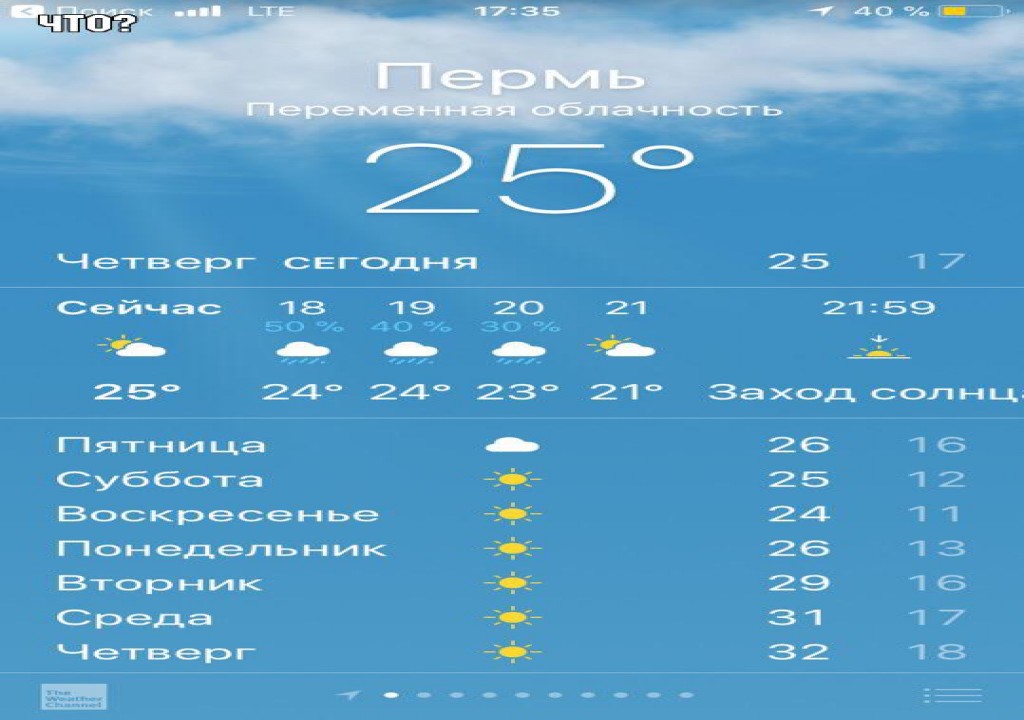 Поиск LTE 17:35 40 %
ЧТО?
Пермь
Переменная облачность
25°
Четверг СЕГОДНЯ 25 17
Сейчас 18 19 20 21 21:59
50 % 40 % 30 %
25° 24° 24° 23° 21° Заход солнца
Пятница 26 16
Суббота 25 12
Воскресенье 24 11
Понедельник 26 13
Вторник 29 16
Среда 31 17
Четверг 32 18
The
Weather
Channel